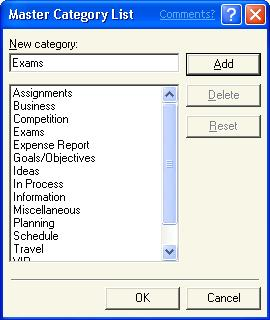 Master Category List Comments? ?
New category:
Exams Add
Assignments Delete
Business
Competition Reset
Exams
Expense Report
Goals/Objectives
Ideas
In Process
Information
Miscellaneous
Planning
Schedule
Travel
VIP
OK Cancel